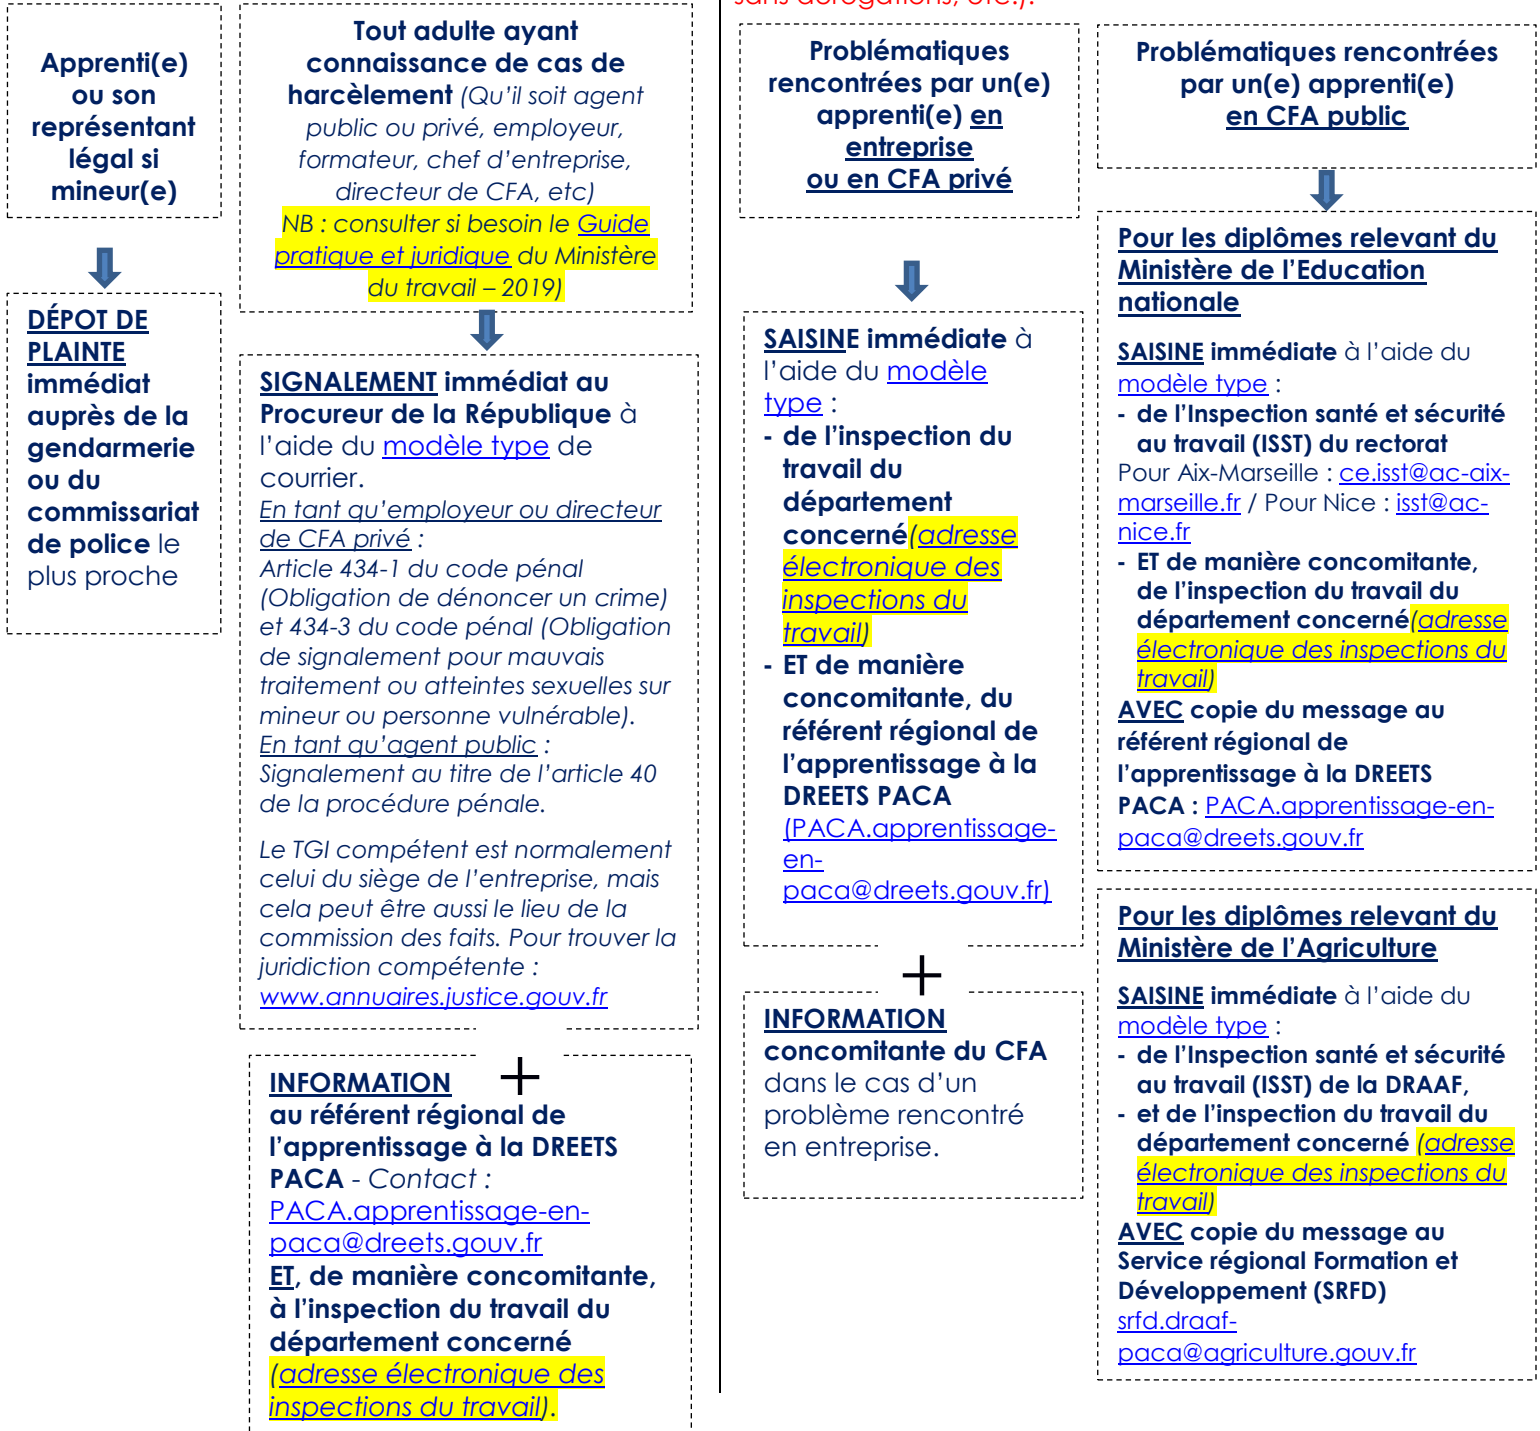 sans dérogations, etc.).
Apprenti(e)
ou son
représentant
légal si
mineur(e)
DÉPOT DE
PLAINTE
immédiat
auprès de la
gendarmerie
ou du
commissariat
de police le
plus proche
Tout adulte ayant
connaissance de cas de
harcèlement (Qu'il soit agent
public ou privé, employeur,
formateur, chef d'entreprise,
directeur de CFA, etc)
NB : consulter si besoin le Guide
pratique et juridique du Ministère
du travail – 2019)
SIGNALEMENT immédiat au
Procureur de la République à
l'aide du modèle type de
courrier.
En tant qu'employeur ou directeur
de CFA privé :
Article 434-1 du code pénal
(Obligation de dénoncer un crime)
et 434-3 du code pénal (Obligation
de signalement pour mauvais
traitement ou atteintes sexuelles sur
mineur ou personne vulnérable).
En tant qu'agent public :
Signalement au titre de l'article 40
de la procédure pénale.
Le TGI compétent est normalement
celui du siège de l'entreprise, mais
cela peut être aussi le lieu de la
commission des faits. Pour trouver la
juridiction compétente :
www.annuaires.justice.gouv.fr
+
INFORMATION
au référent régional de
l'apprentissage à la DREETS
PACA - Contact :
PACA.apprentissage-en-
paca@dreets.gouv.fr
ET, de manière concomitante,
à l'inspection du travail du
département concerné
(adresse électronique des
inspections du travail).
Problématiques
rencontrées par un(e)
apprenti(e) en
entreprise
ou en CFA privé
SAISINE immédiate à
l'aide du modèle
type :
- de l'inspection du
travail du
département
concerné(adresse
électronique des
inspections du
travail)
- ET de manière
concomitante, du
référent régional de
l'apprentissage à la
DREETS PACA
(PACA.apprentissage-
en-
paca@dreets.gouv.fr)
+
INFORMATION
concomitante du CFA
dans le cas d'un
problème rencontré
en entreprise.
Problématiques rencontrées
par un(e) apprenti(e)
en CFA public
Pour les diplômes relevant du
Ministère de l'Education
nationale
SAISINE immédiate à l'aide du
modèle type :
- de l'Inspection santé et sécurité
au travail (ISST) du rectorat
Pour Aix-Marseille : ce.isst@ac-aix-
marseille.fr / Pour Nice : isst@ac-
nice.fr
- ET de manière concomitante,
de l'inspection du travail du
département concerné(adresse
électronique des inspections du
travail)
AVEC copie du message au
référent régional de
l'apprentissage à la DREETS
PACA : PACA.apprentissage-en-
paca@dreets.gouv.fr
Pour les diplômes relevant du
Ministère de l'Agriculture
SAISINE immédiate à l'aide du
modèle type :
- de l'Inspection santé et sécurité
au travail (ISST) de la DRAAF,
- et de l'inspection du travail du
département concerné (adresse
électronique des inspections du
travail)
AVEC copie du message au
Service régional Formation et
Développement (SRFD)
srfd.draaf-
paca@agriculture.gouv.fr